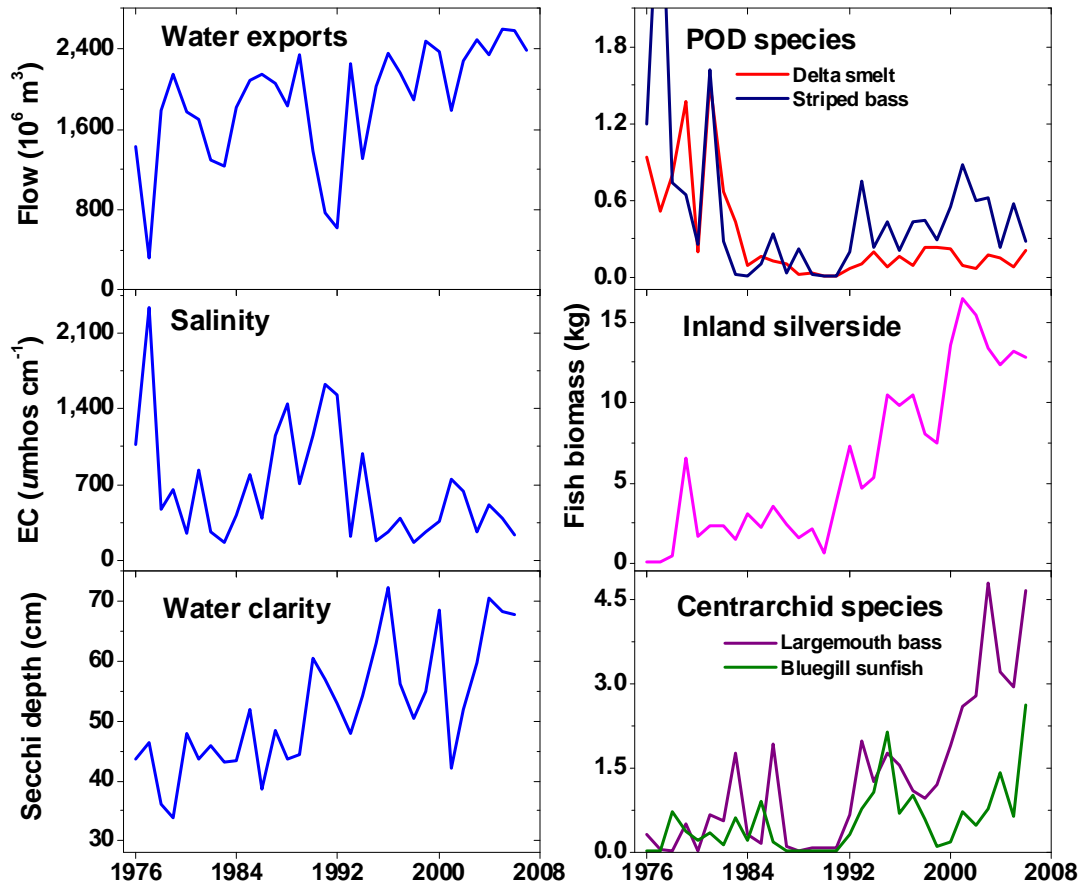 Water exports
Flow (10⁶ m³)
2,400
1,600
800
0
Salinity
EC (umhos cm⁻¹)
2,100
1,400
700
0
Water clarity
Secchi depth (cm)
70
60
50
40
30
1976 1984 1992 2000 2008
POD species
Delta smelt
Striped bass
1.8
1.2
0.6
0.0
Inland silverside
Fish biomass (kg)
15
10
5
0
Centrarchid species
Largemouth bass
Bluegill sunfish
4.5
3.0
1.5
0.0
1976 1984 1992 2000 2008